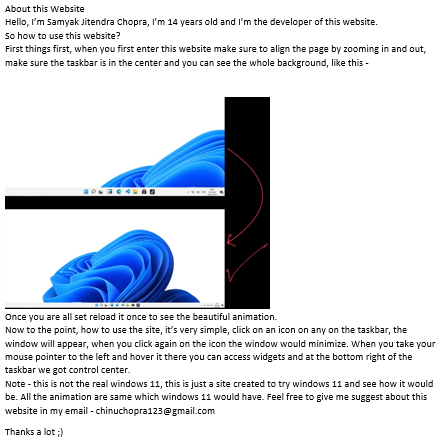 About this Website
Hello, I'm Samyak Jitendra Chopra, I'm 14 years old and I'm the developer of this website.
So how to use this website?
First things first, when you first enter this website make sure to align the page by zooming in and out,
make sure the taskbar is in the center and you can see the whole background, like this -
Once you are all set reload it once to see the beautiful animation.
Now to the point, how to use the site, it's very simple, click on an icon on any on the taskbar, the
window will appear, when you click again on the icon the window would minimize. When you take your
mouse pointer to the left and hover it there you can access widgets and at the bottom right of the
taskbar we got control center.
Note - this is not the real windows 11, this is just a site created to try windows 11 and see how it would
be. All the animation are same which windows 11 would have. Feel free to give me suggest about this
website in my email - chinuchopra123@gmail.com
Thanks a lot ;)